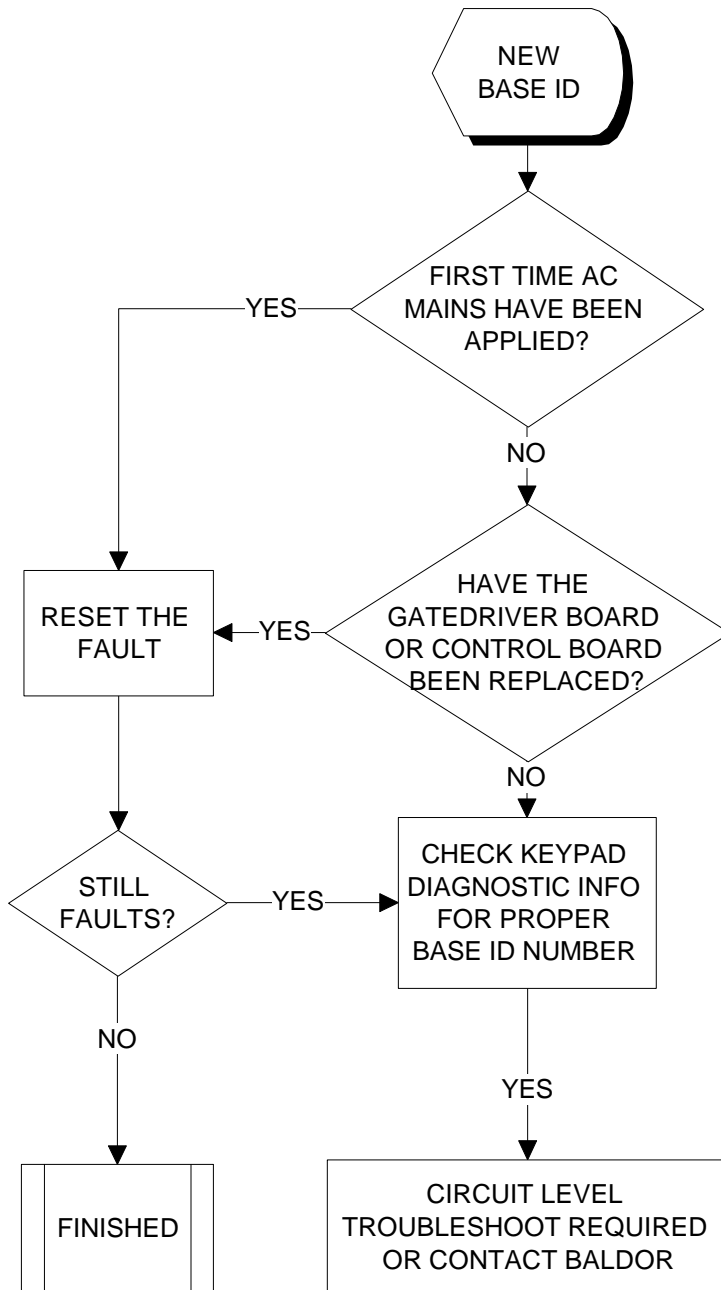 NEW
BASE ID
FIRST TIME AC
MAINS HAVE BEEN
APPLIED?
YES
NO
HAVE THE
GATEDRIVER BOARD
OR CONTROL BOARD
BEEN REPLACED?
YES
RESET THE
FAULT
NO
CHECK KEYPAD
DIAGNOSTIC INFO
FOR PROPER
BASE ID NUMBER
STILL
FAULTS?
YES
NO
YES
FINISHED
CIRCUIT LEVEL
TROUBLESHOOT REQUIRED
OR CONTACT BALDOR